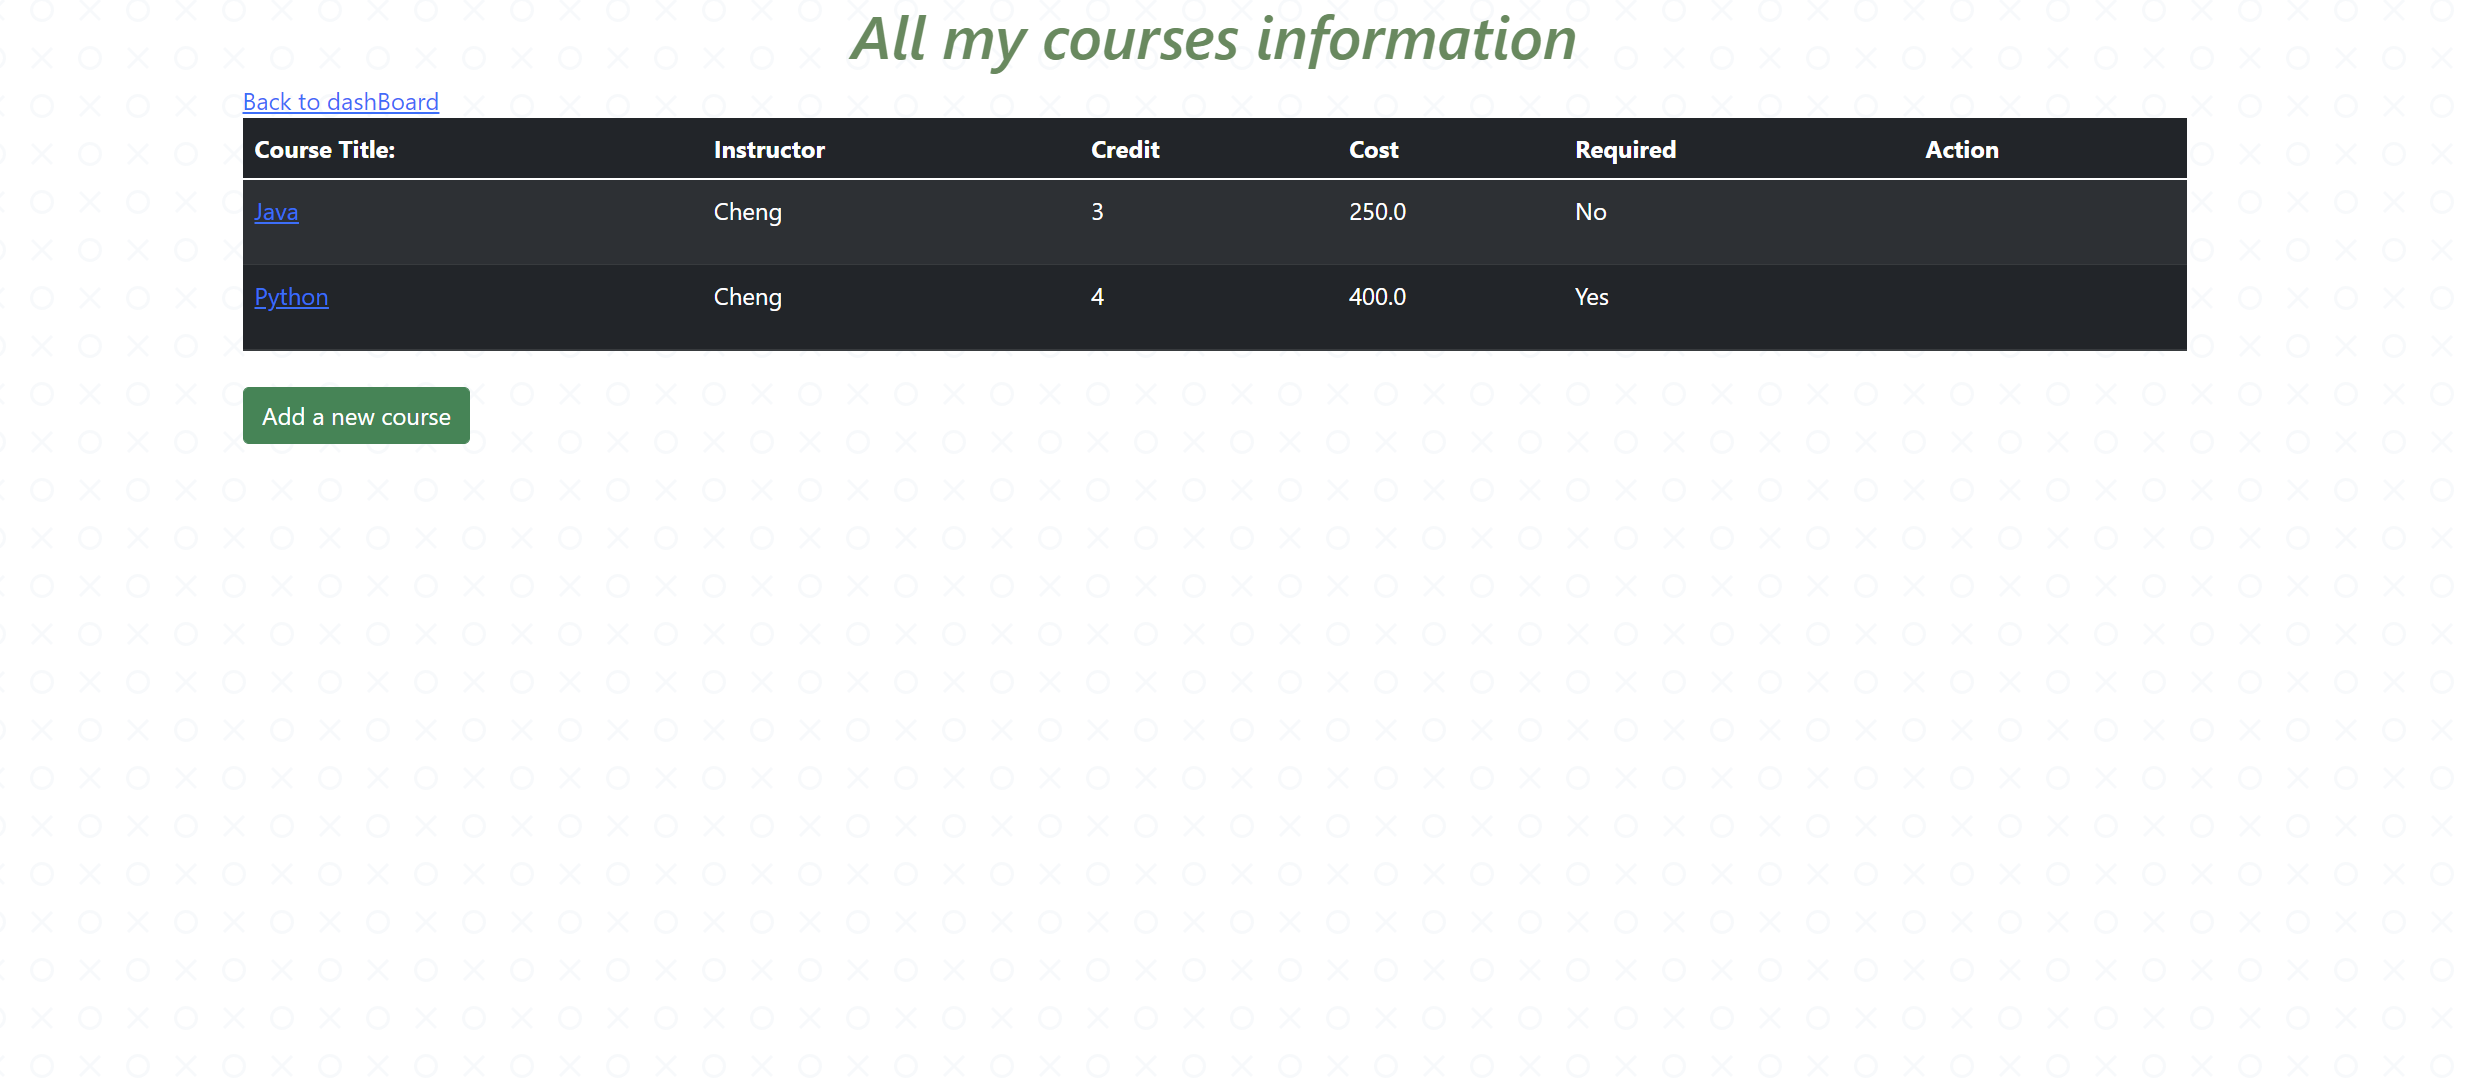 All my courses information
Back to dashBoard
Course Title: Instructor Credit Cost Required Action
Java Cheng 3 250.0 No
Python Cheng 4 400.0 Yes
Add a new course